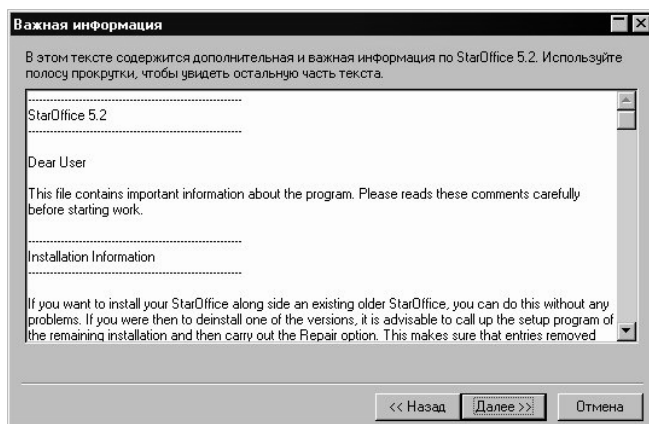 Важная информация
В этом тексте содержится дополнительная и важная информация по StarOffice 5.2. Используйте
полосу прокрутки, чтобы увидеть остальную часть текста.
------------------------------------------------------------
StarOffice 5.2
------------------------------------------------------------
Dear User
This file contains important information about the program. Please reads these comments carefully
before starting work.
------------------------------------------------------------
Installation Information
------------------------------------------------------------
If you want to install your StarOffice along side an existing older StarOffice, you can do this without any
problems. If you were then to deinstall one of the versions, it is advisable to call up the setup program of
the remaining installation and then carry out the Repair option. This makes sure that entries removed
<< Назад
Далее >>
Отмена